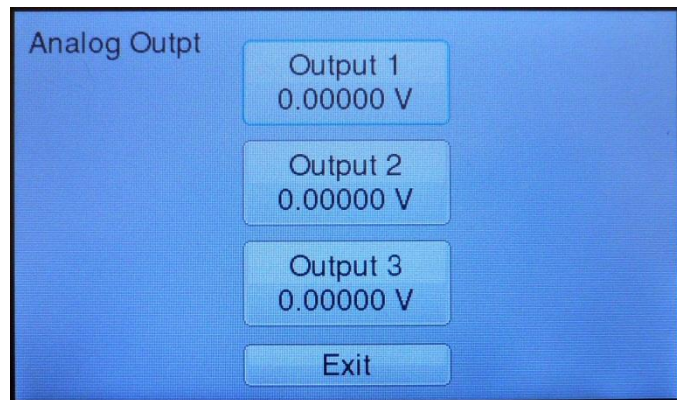 Analog Outpt
Output 1
0.00000 V
Output 2
0.00000 V
Output 3
0.00000 V
Exit